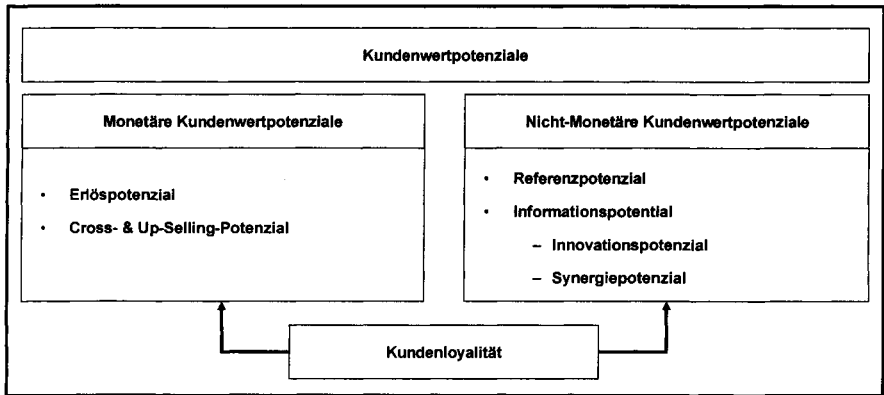 Kundenwertpotenziale
Monetäre Kundenwertpotenziale
• Erlöspotenzial
• Cross- & Up-Selling-Potenzial
Nicht-Monetäre Kundenwertpotenziale
• Referenzpotenzial
• Informationspotential
– Innovationspotenzial
– Synergiepotenzial
Kundenloyalität